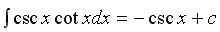 ∫ csc x cot xdx = − csc x + c